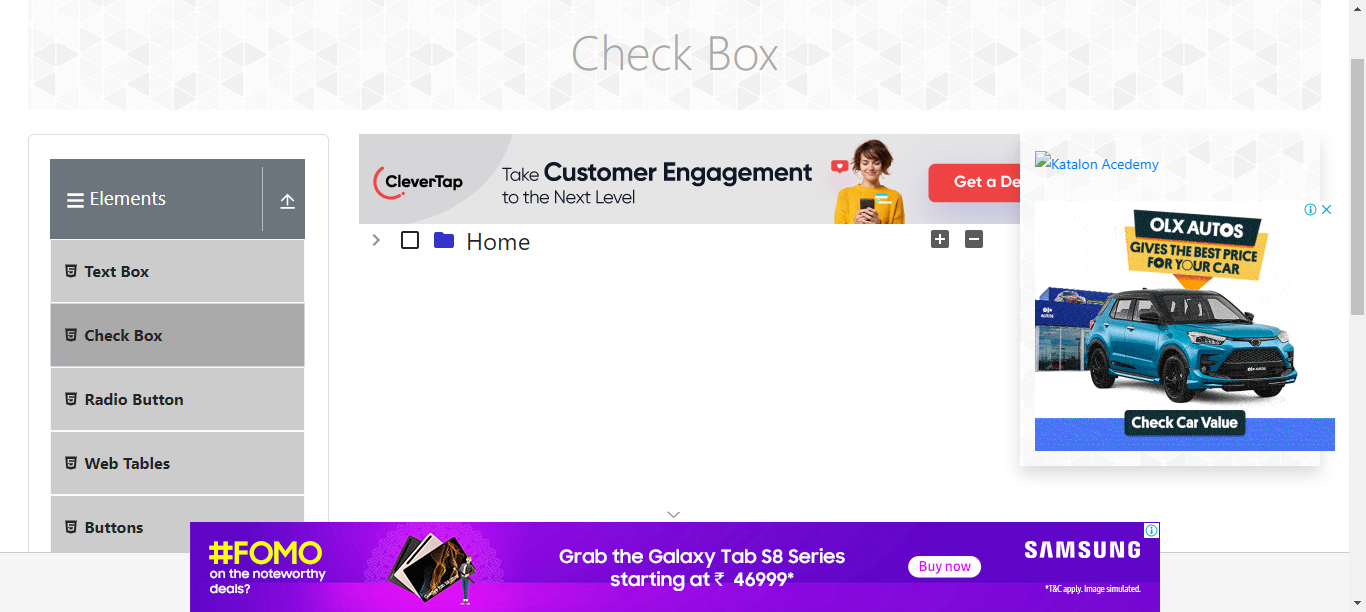 Check Box
Elements
Text Box
Check Box
Radio Button
Web Tables
Buttons
CleverTap
Take Customer Engagement
to the Next Level
Get a De
Home
Katalon Acedemy
OLX AUTOS
GIVES THE BEST PRICE
FOR YOUR CAR
Check Car Value
#FOMO
on the noteworthy
deals?
Grab the Galaxy Tab S8 Series
starting at ₹ 46999*
Buy now
SAMSUNG
*T&C apply. Image simulated.